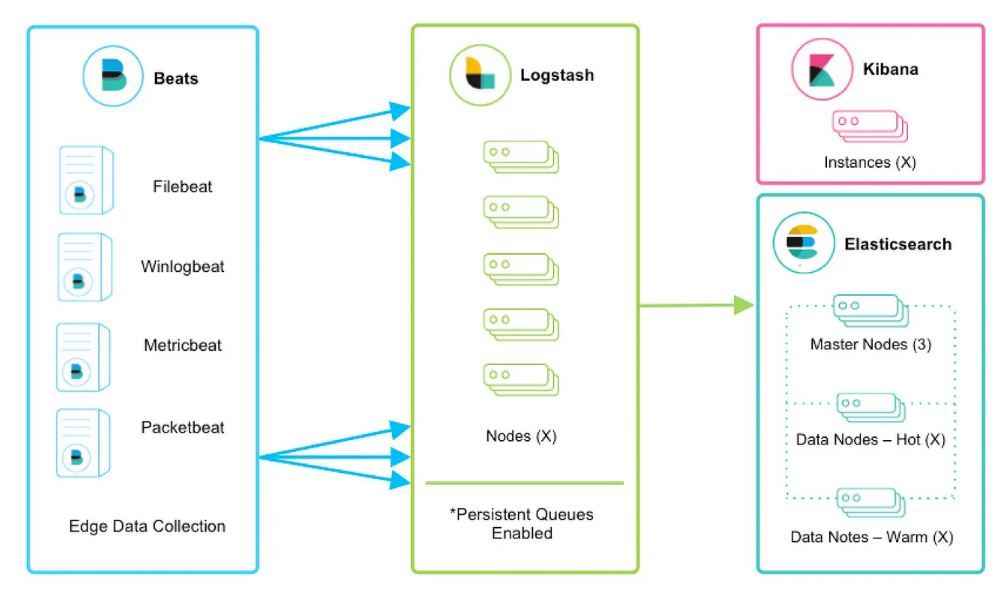 Beats
Filebeat
Winlogbeat
Metricbeat
Packetbeat
Edge Data Collection
Logstash
Nodes (X)
*Persistent Queues
Enabled
Kibana
Instances (X)
Elasticsearch
Master Nodes (3)
Data Nodes – Hot (X)
Data Notes – Warm (X)